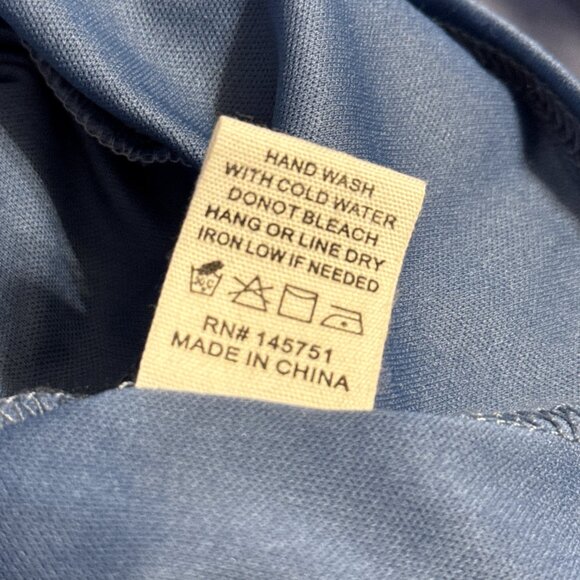 HAND WASH
WITH COLD WATER
DONOT BLEACH
HANG OR LINE DRY
IRON LOW IF NEEDED
RN# 145751
MADE IN CHINA